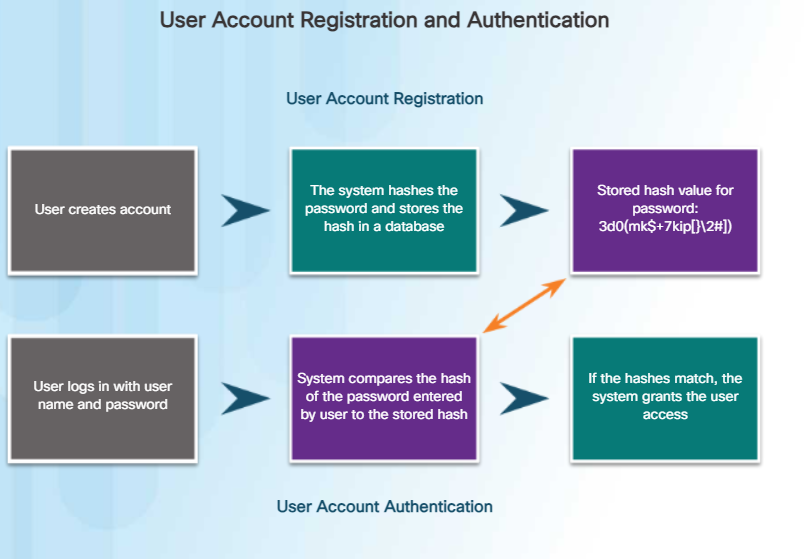 User Account Registration and Authentication
User Account Registration
User creates account
The system hashes the
password and stores the
hash in a database
Stored hash value for
password:
3d0(mk$+7kip[}\2#])
User logs in with user
name and password
System compares the hash
of the password entered
by user to the stored hash
If the hashes match, the
system grants the user
access
User Account Authentication